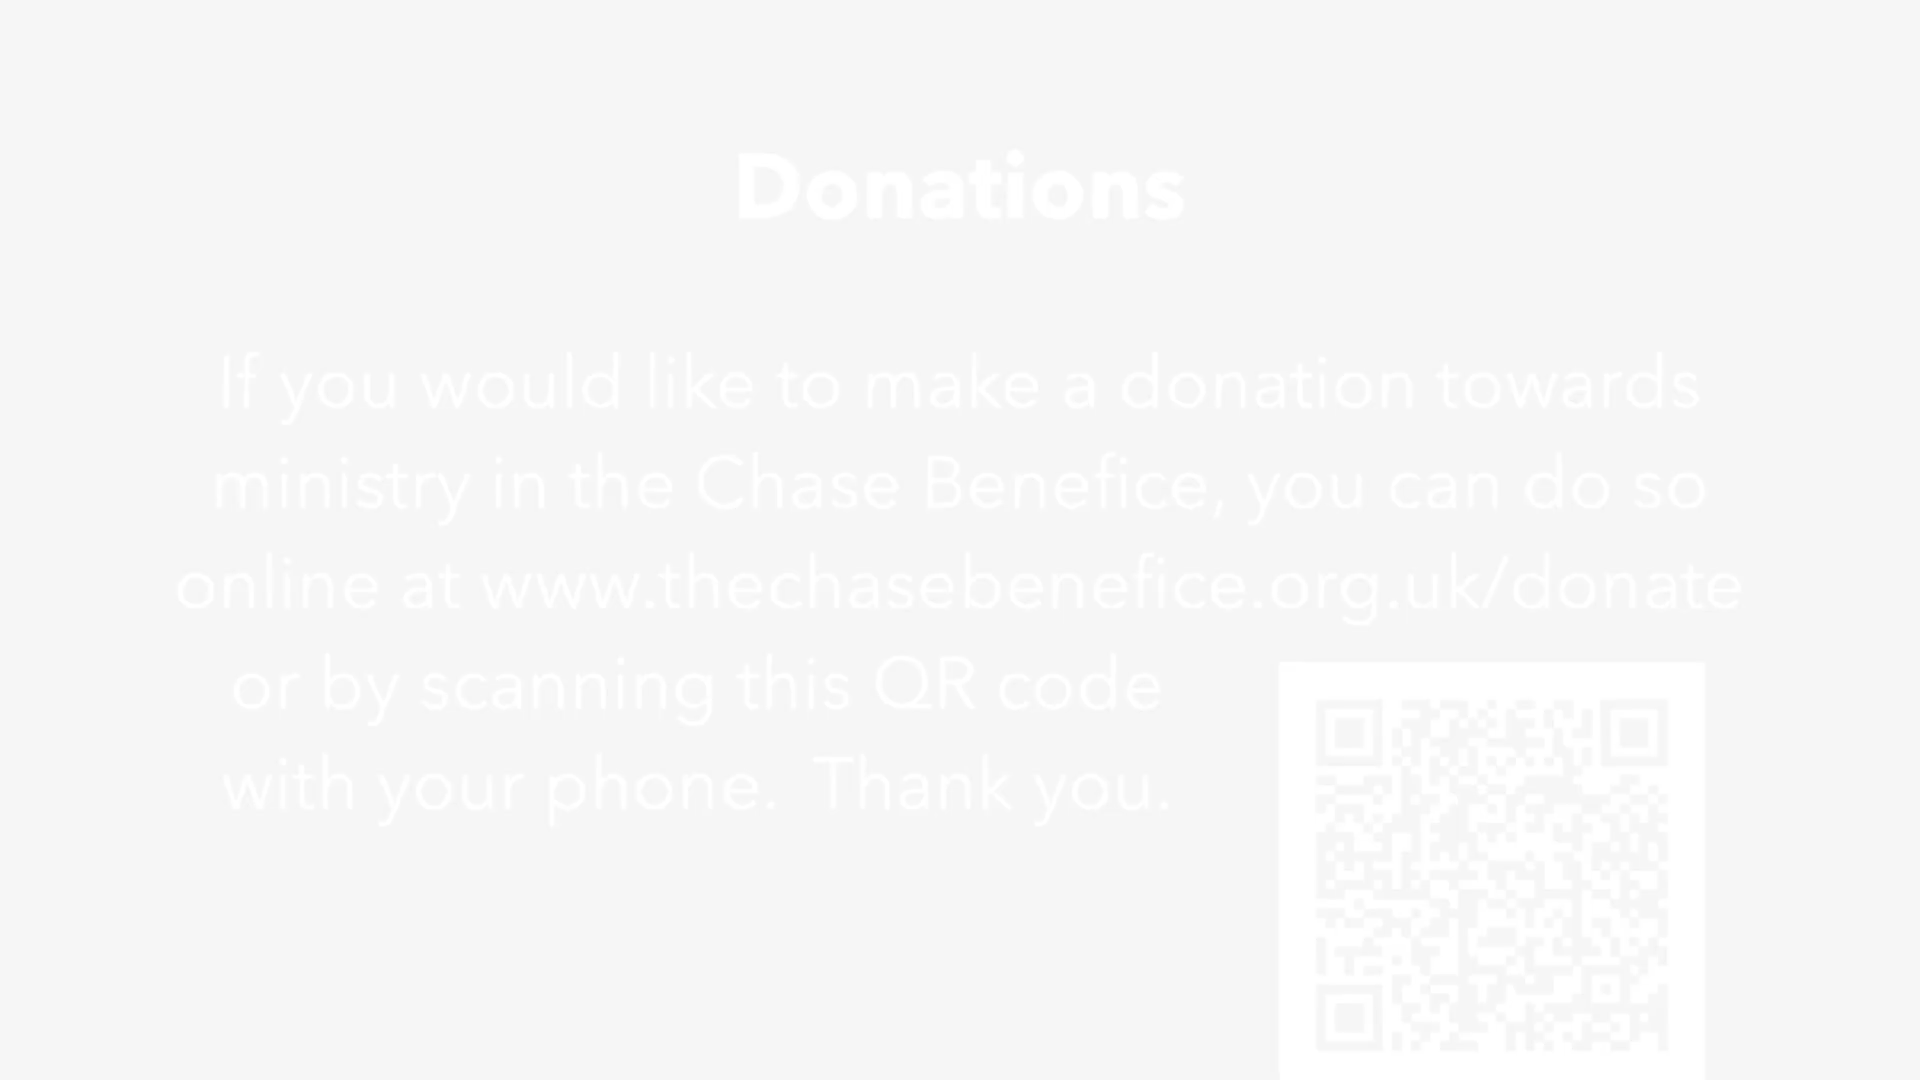 Donations
If you would like to make a donation towards
ministry in the Chase Benefice, you can do so
online at www.thechasebenefice.org.uk/donate
or by scanning this QR code
with your phone.  Thank you.